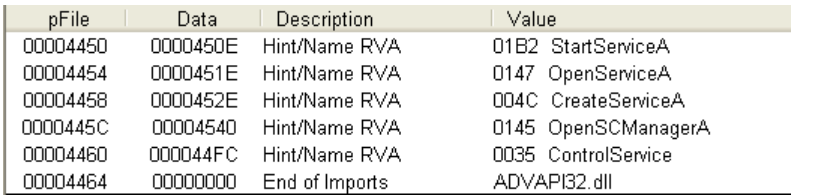 pFile Data Description Value
00004450 0000450E Hint/Name RVA 01B2 StartServiceA
00004454 0000451E Hint/Name RVA 0147 OpenServiceA
00004458 0000452E Hint/Name RVA 004C CreateServiceA
0000445C 00004540 Hint/Name RVA 0145 OpenSCManagerA
00004460 000044FC Hint/Name RVA 0035 ControlService
00004464 00000000 End of Imports ADVAPI32.dll